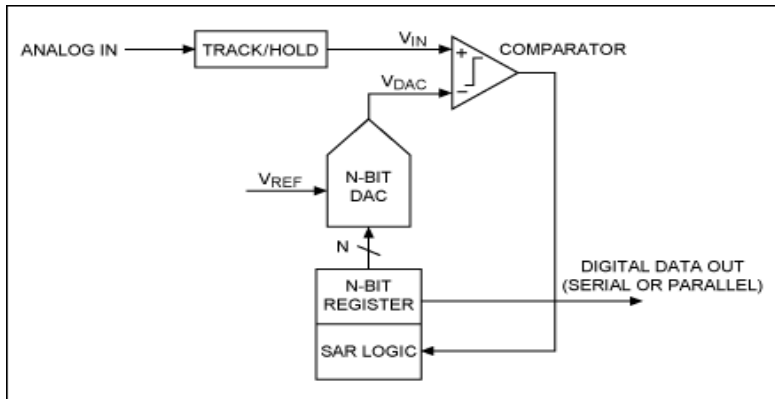 ANALOG IN
TRACK/HOLD
VIN
COMPARATOR
+
−
VDAC
VREF
N-BIT
DAC
N
N-BIT
REGISTER
SAR LOGIC
DIGITAL DATA OUT
(SERIAL OR PARALLEL)